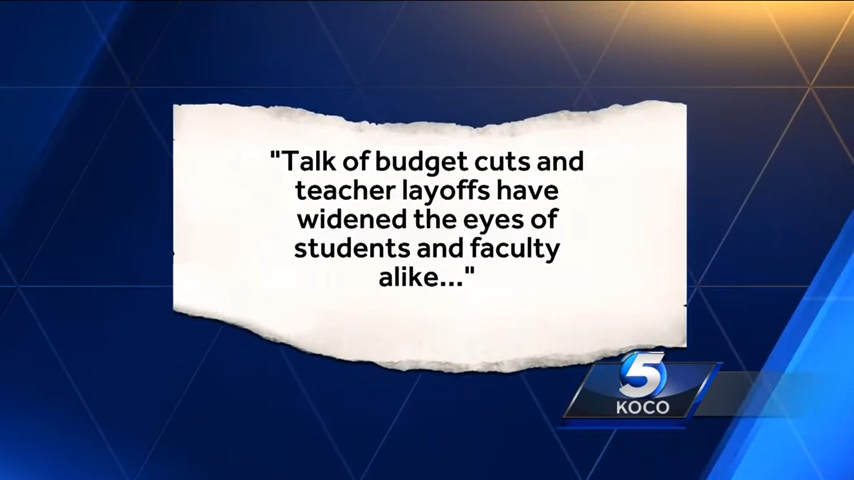 "Talk of budget cuts and
teacher layoffs have
widened the eyes of
students and faculty
alike..."
5
KOCO